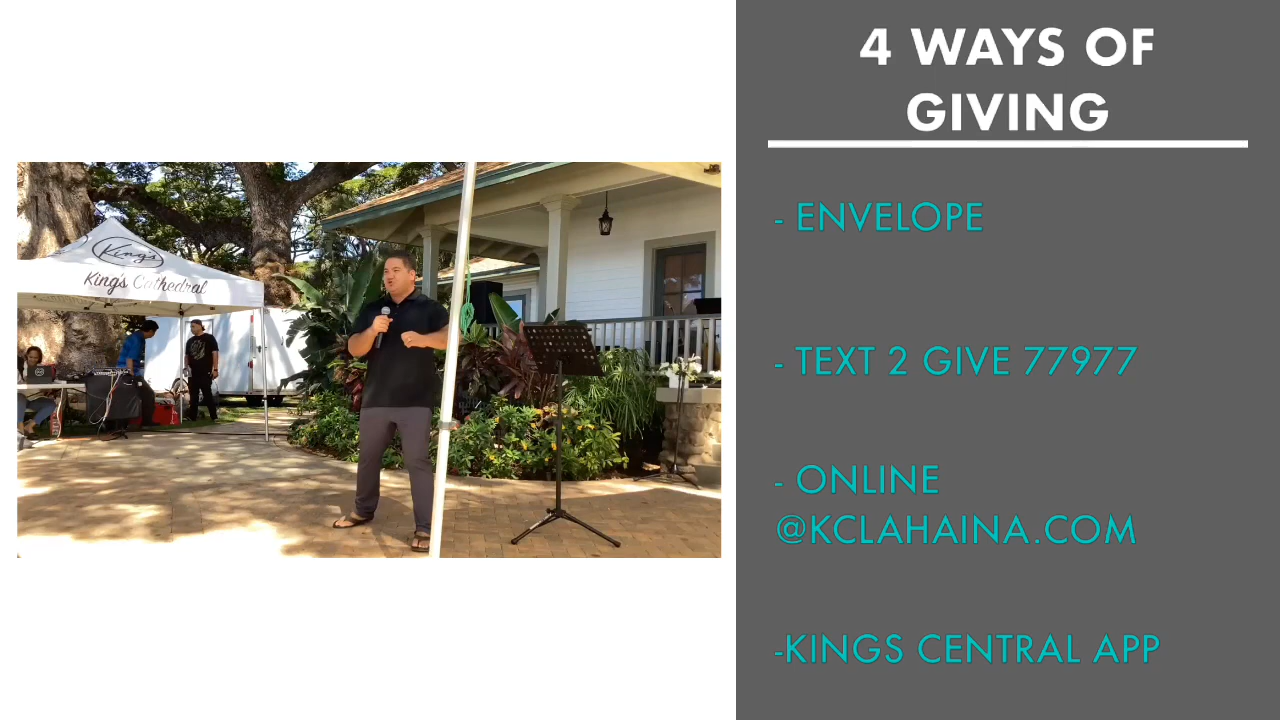 King's
King's Cathedral
4 WAYS OF
GIVING
- ENVELOPE
- TEXT 2 GIVE 77977
- ONLINE
@KCLAHAINA.COM
-KINGS CENTRAL APP